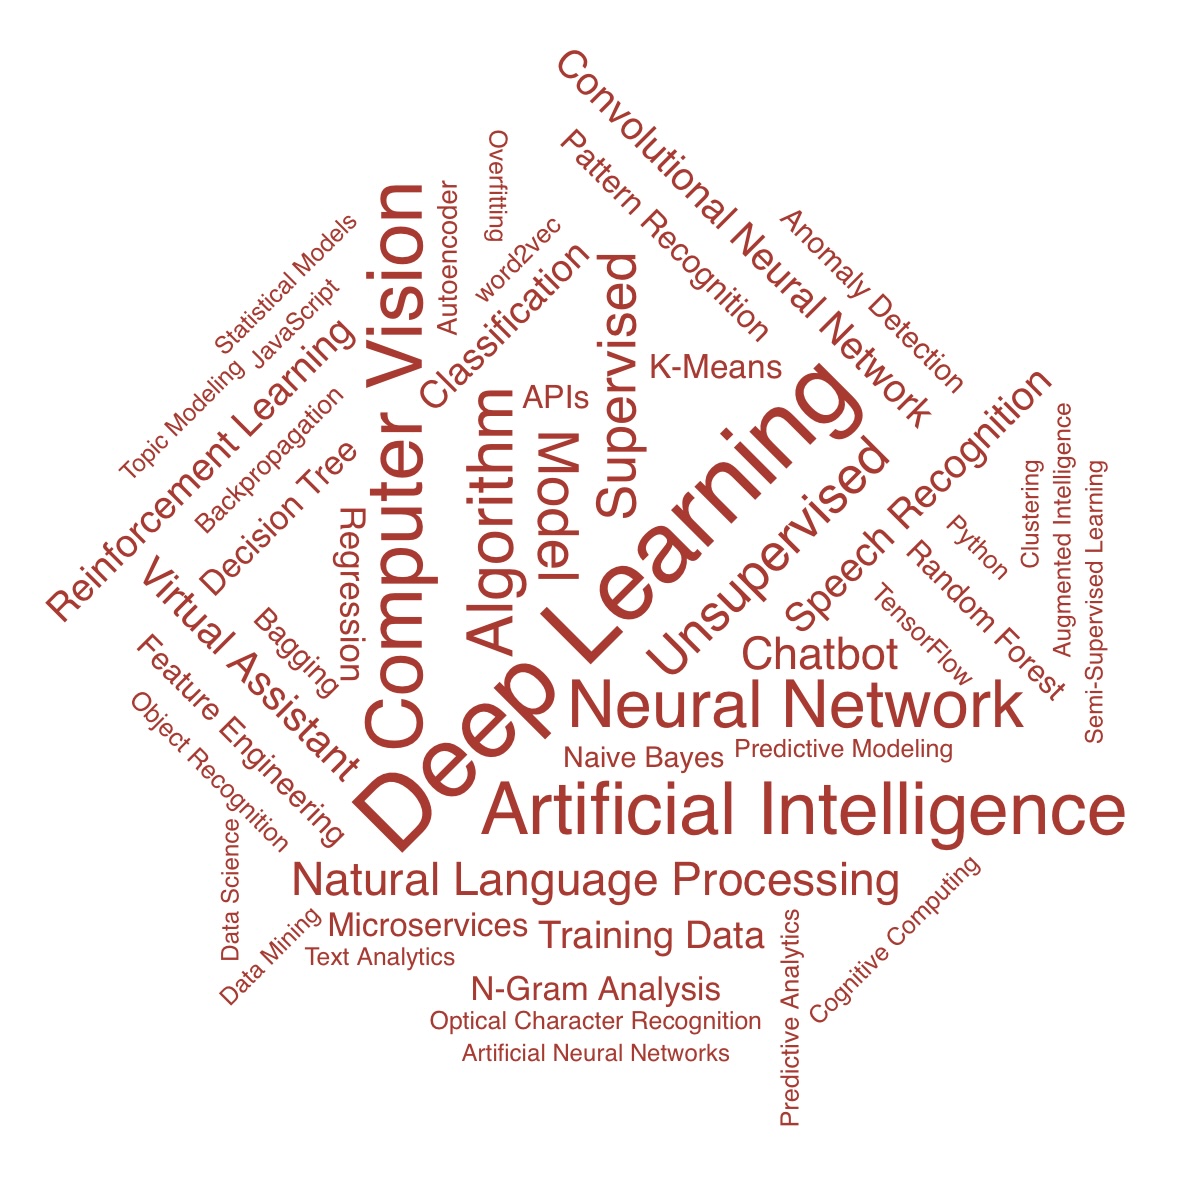 Convolutional Neural Network
Pattern Recognition
Overfitting
Autoencoder
Computer Vision
word2vec
Classification
Statistical Models
JavaScript
Topic Modeling
Reinforcement Learning
Backpropagation
Decision Tree
Regression
Supervised
Anomaly Detection
K-Means
APIs
Algorithm
Model
Deep Learning
Unsupervised
Speech Recognition
Clustering
Augmented Intelligence
Semi-Supervised Learning
Python
Random Forest
TensorFlow
Virtual Assistant
Bagging
Feature Engineering
Object Recognition
Chatbot
Neural Network
Naive Bayes
Predictive Modeling
Artificial Intelligence
Data Science
Natural Language Processing
Data Mining
Microservices
Training Data
Text Analytics
Cognitive Computing
Predictive Analytics
N-Gram Analysis
Optical Character Recognition
Artificial Neural Networks